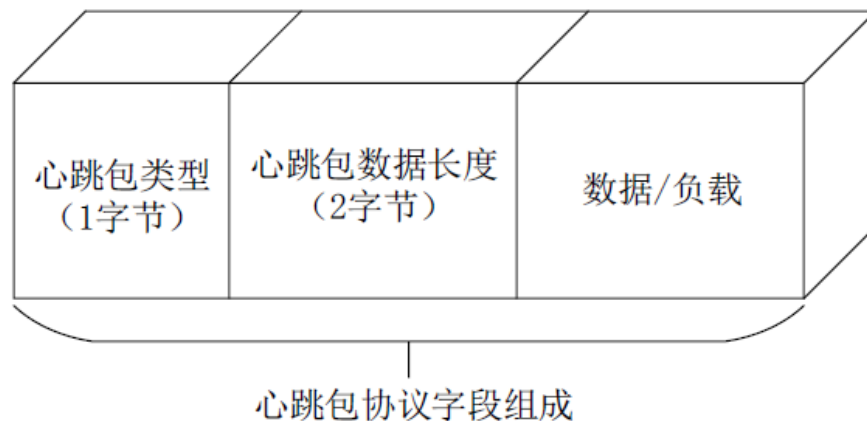 心跳包类型
（1字节）
心跳包数据长度
（2字节）
数据/负载
心跳包协议字段组成